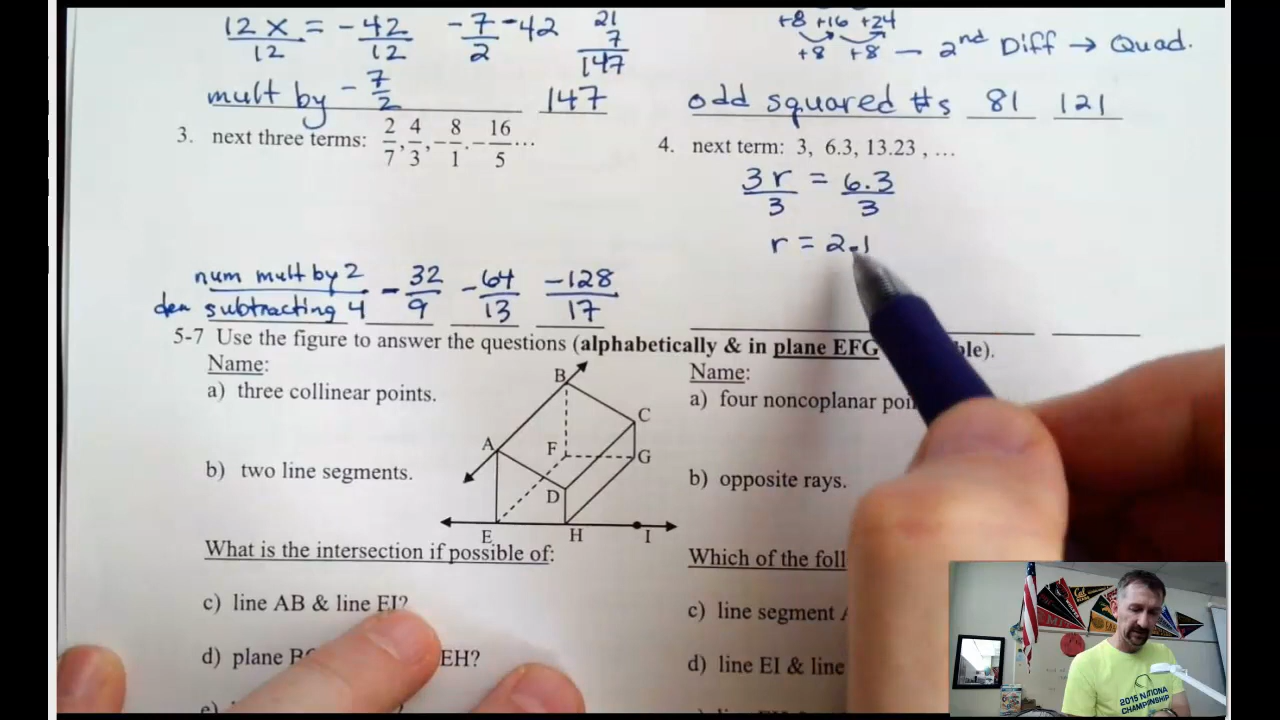 12 x = -42 -7/2 · -42 21
12 12 7
147
mult by -7/2 147
+8 +16 +24
+8 +8 — 2nd Diff → Quad.
odd squared #s 81 121
3. next three terms: 2/7, 4/3, -8/1, -16/5 ...
num mult by 2 -32/9 -64/13 -128/17
den subtracting 4
4. next term: 3, 6.3, 13.23 , ...
3r = 6.3
3 3
r = 2.1
5-7 Use the figure to answer the questions (alphabetically & in plane EFG ble).
Name:
a) three collinear points.
b) two line segments.
B
C
A
F
G
D
E H I
What is the intersection if possible of:
c) line AB & line EI?
d) plane EH?
Name:
a) four noncoplanar
b) opposite rays.
Which of the
c) line segment
d) line EI & line
2015 NATIONA
CHAMPIONSH